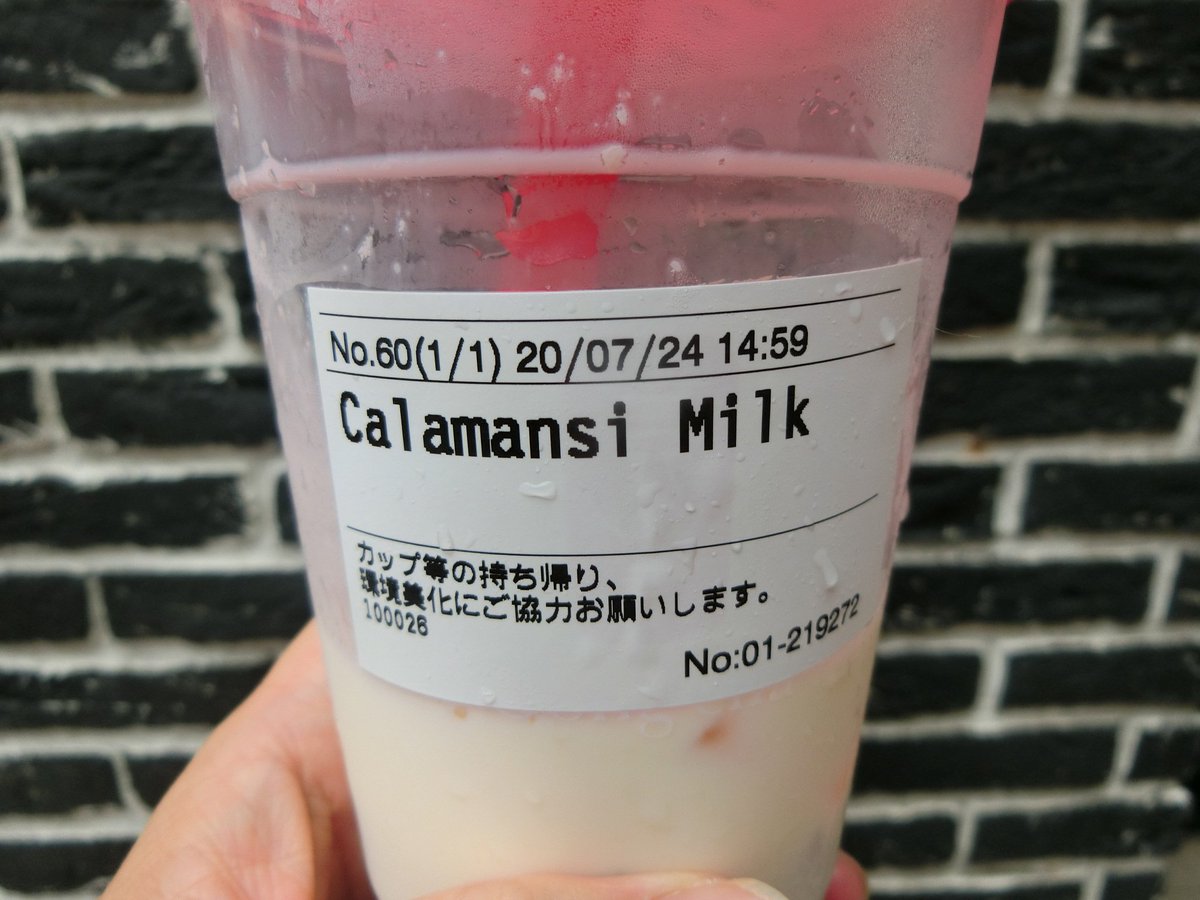 No.60(1/1) 20/07/24 14:59
Calamansi Milk
カップ等の持ち帰り、
環境美化にご協力お願いします。
100026
No:01-219272